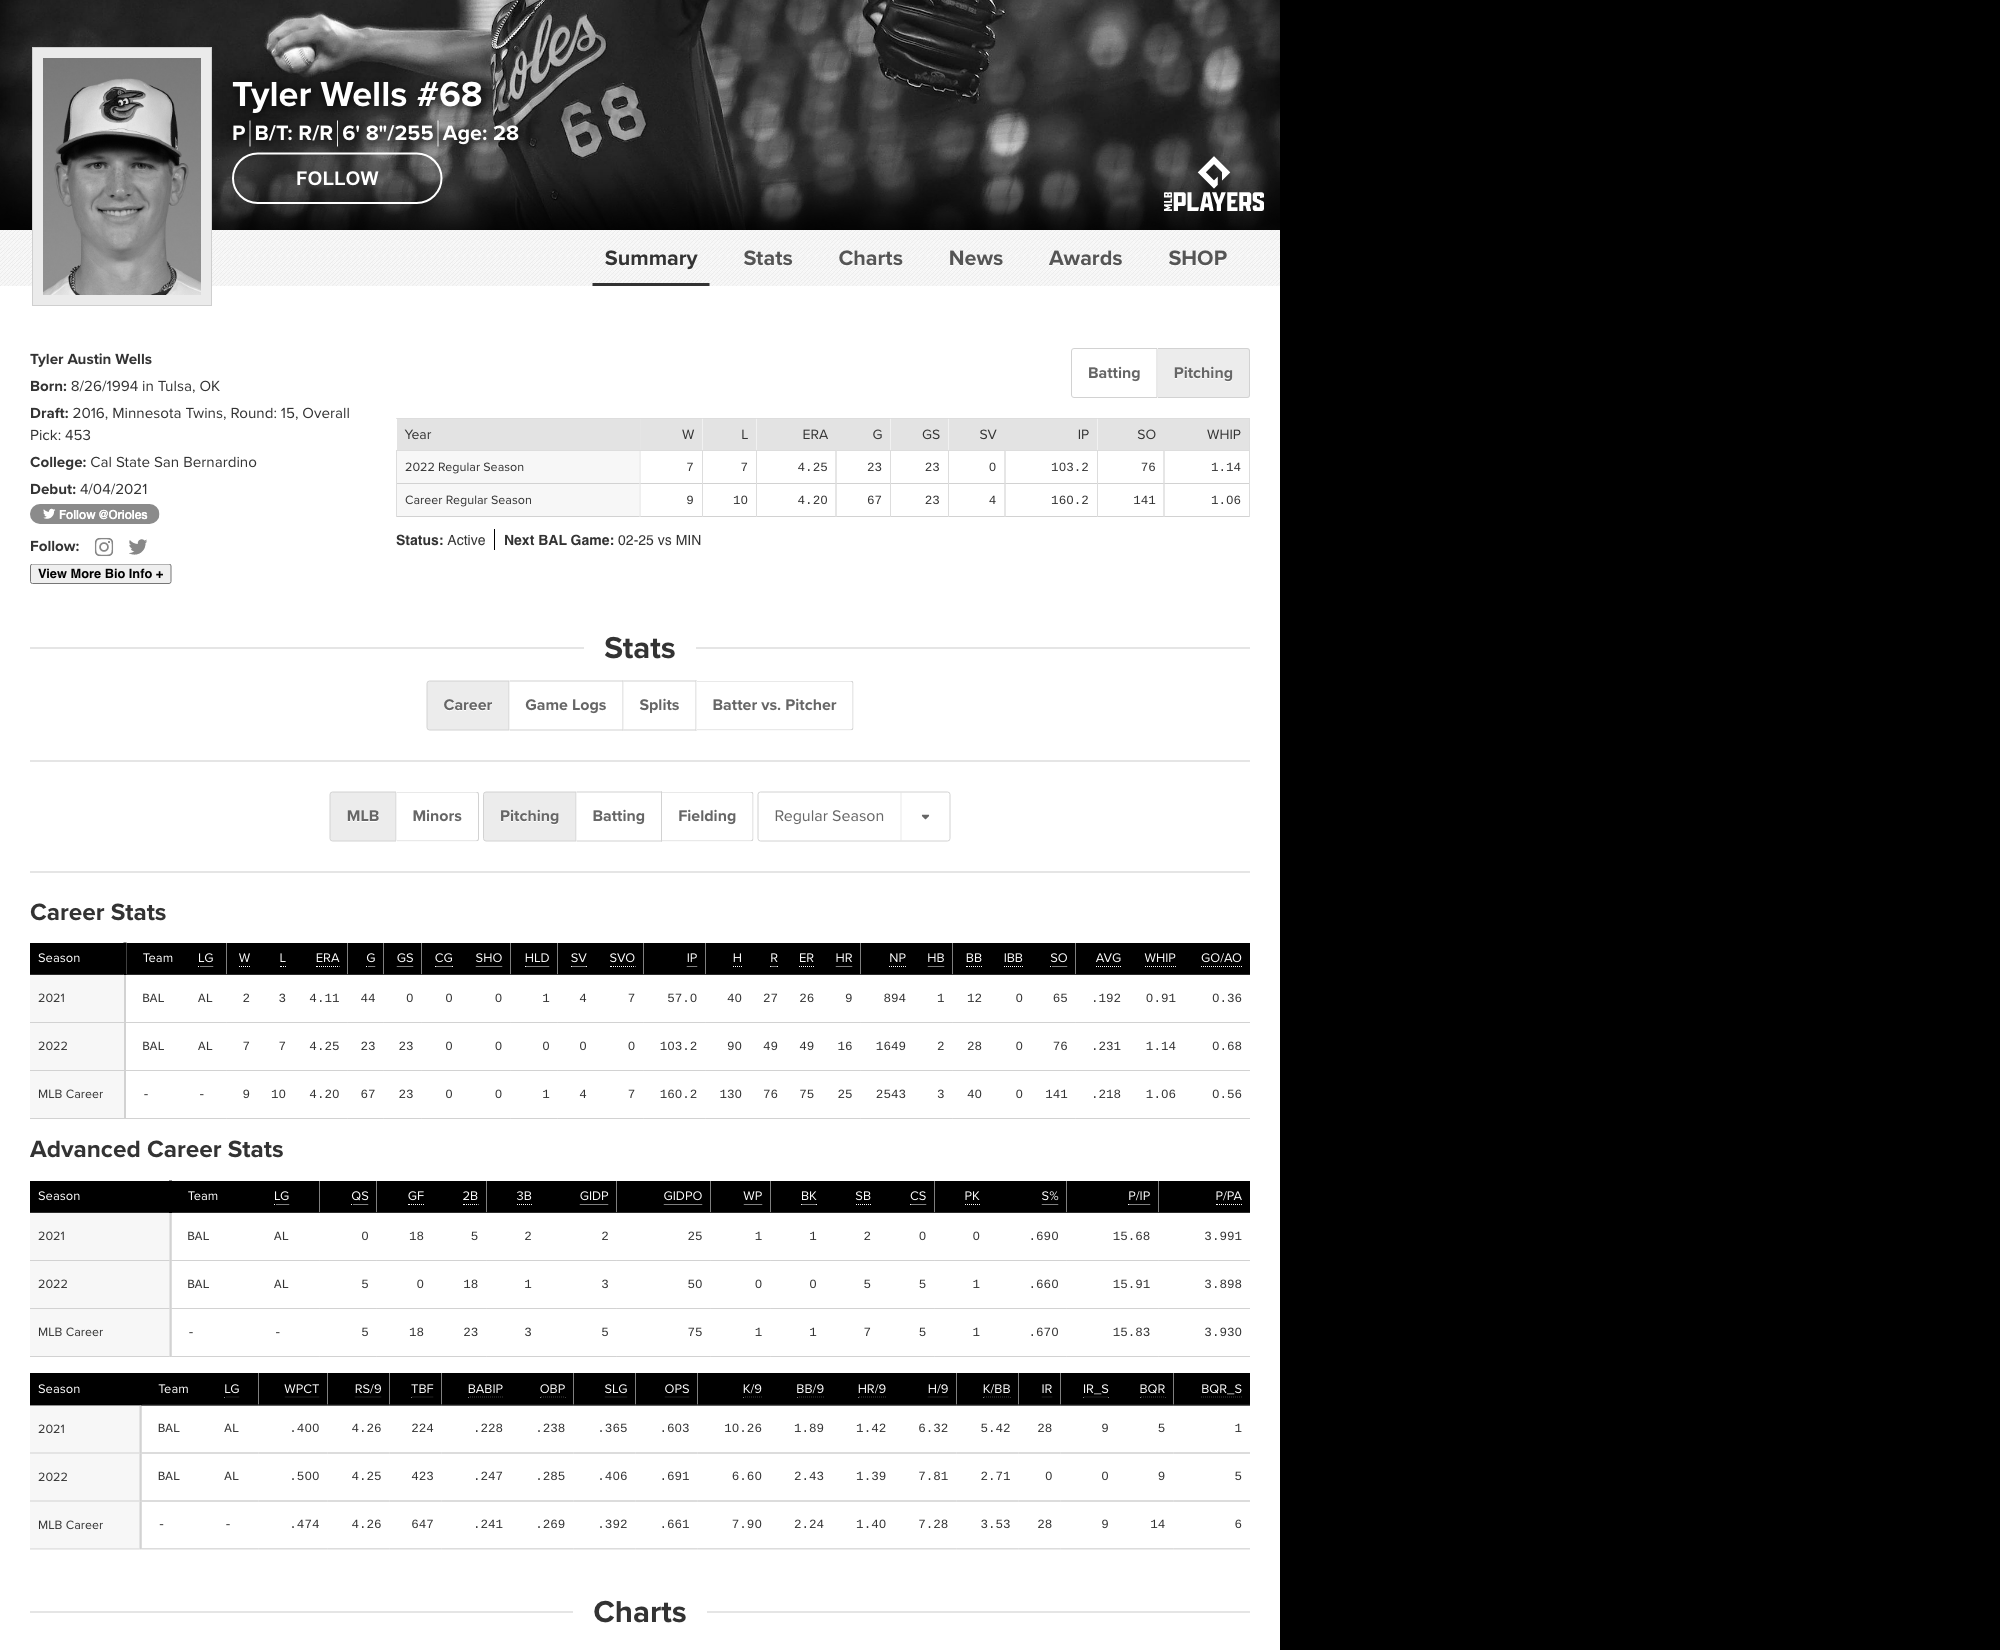 Tyler Wells #68
P B/T: R/R 6' 8"/255 Age: 28
FOLLOW
ioles
68
MLB PLAYERS
Summary Stats Charts News Awards SHOP
Tyler Austin Wells
Born: 8/26/1994 in Tulsa, OK
Draft: 2016, Minnesota Twins, Round: 15, Overall
Pick: 453
College: Cal State San Bernardino
Debut: 4/04/2021
Follow @Orioles
Follow:
View More Bio Info +
Batting Pitching
Year W L ERA G GS SV IP SO WHIP
2022 Regular Season 7 7 4.25 23 23 0 103.2 76 1.14
Career Regular Season 9 10 4.20 67 23 4 160.2 141 1.06
Status: Active Next BAL Game: 02-25 vs MIN
Stats
Career Game Logs Splits Batter vs. Pitcher
MLB Minors Pitching Batting Fielding Regular Season
Career Stats
Season Team LG W L ERA G GS CG SHO HLD SV SVO IP H R ER HR NP HB BB IBB SO AVG WHIP GO/AO
2021 BAL AL 2 3 4.11 44 0 0 0 1 4 7 57.0 40 27 26 9 894 1 12 0 65 .192 0.91 0.36
2022 BAL AL 7 7 4.25 23 23 0 0 0 0 0 103.2 90 49 49 16 1649 2 28 0 76 .231 1.14 0.68
MLB Career - - 9 10 4.20 67 23 0 0 1 4 7 160.2 130 76 75 25 2543 3 40 0 141 .218 1.06 0.56
Advanced Career Stats
Season Team LG QS GF 2B 3B GIDP GIDPO WP BK SB CS PK S% P/IP P/PA
2021 BAL AL 0 18 5 2 2 25 1 1 2 0 0 .690 15.68 3.991
2022 BAL AL 5 0 18 1 3 50 0 0 5 5 1 .660 15.91 3.898
MLB Career - - 5 18 23 3 5 75 1 1 7 5 1 .670 15.83 3.930
Season Team LG WPCT RS/9 TBF BABIP OBP SLG OPS K/9 BB/9 HR/9 H/9 K/BB IR IR_S BQR BQR_S
2021 BAL AL .400 4.26 224 .228 .238 .365 .603 10.26 1.89 1.42 6.32 5.42 28 9 5 1
2022 BAL AL .500 4.25 423 .247 .285 .406 .691 6.60 2.43 1.39 7.81 2.71 0 0 9 5
MLB Career - - .474 4.26 647 .241 .269 .392 .661 7.90 2.24 1.40 7.28 3.53 28 9 14 6
Charts